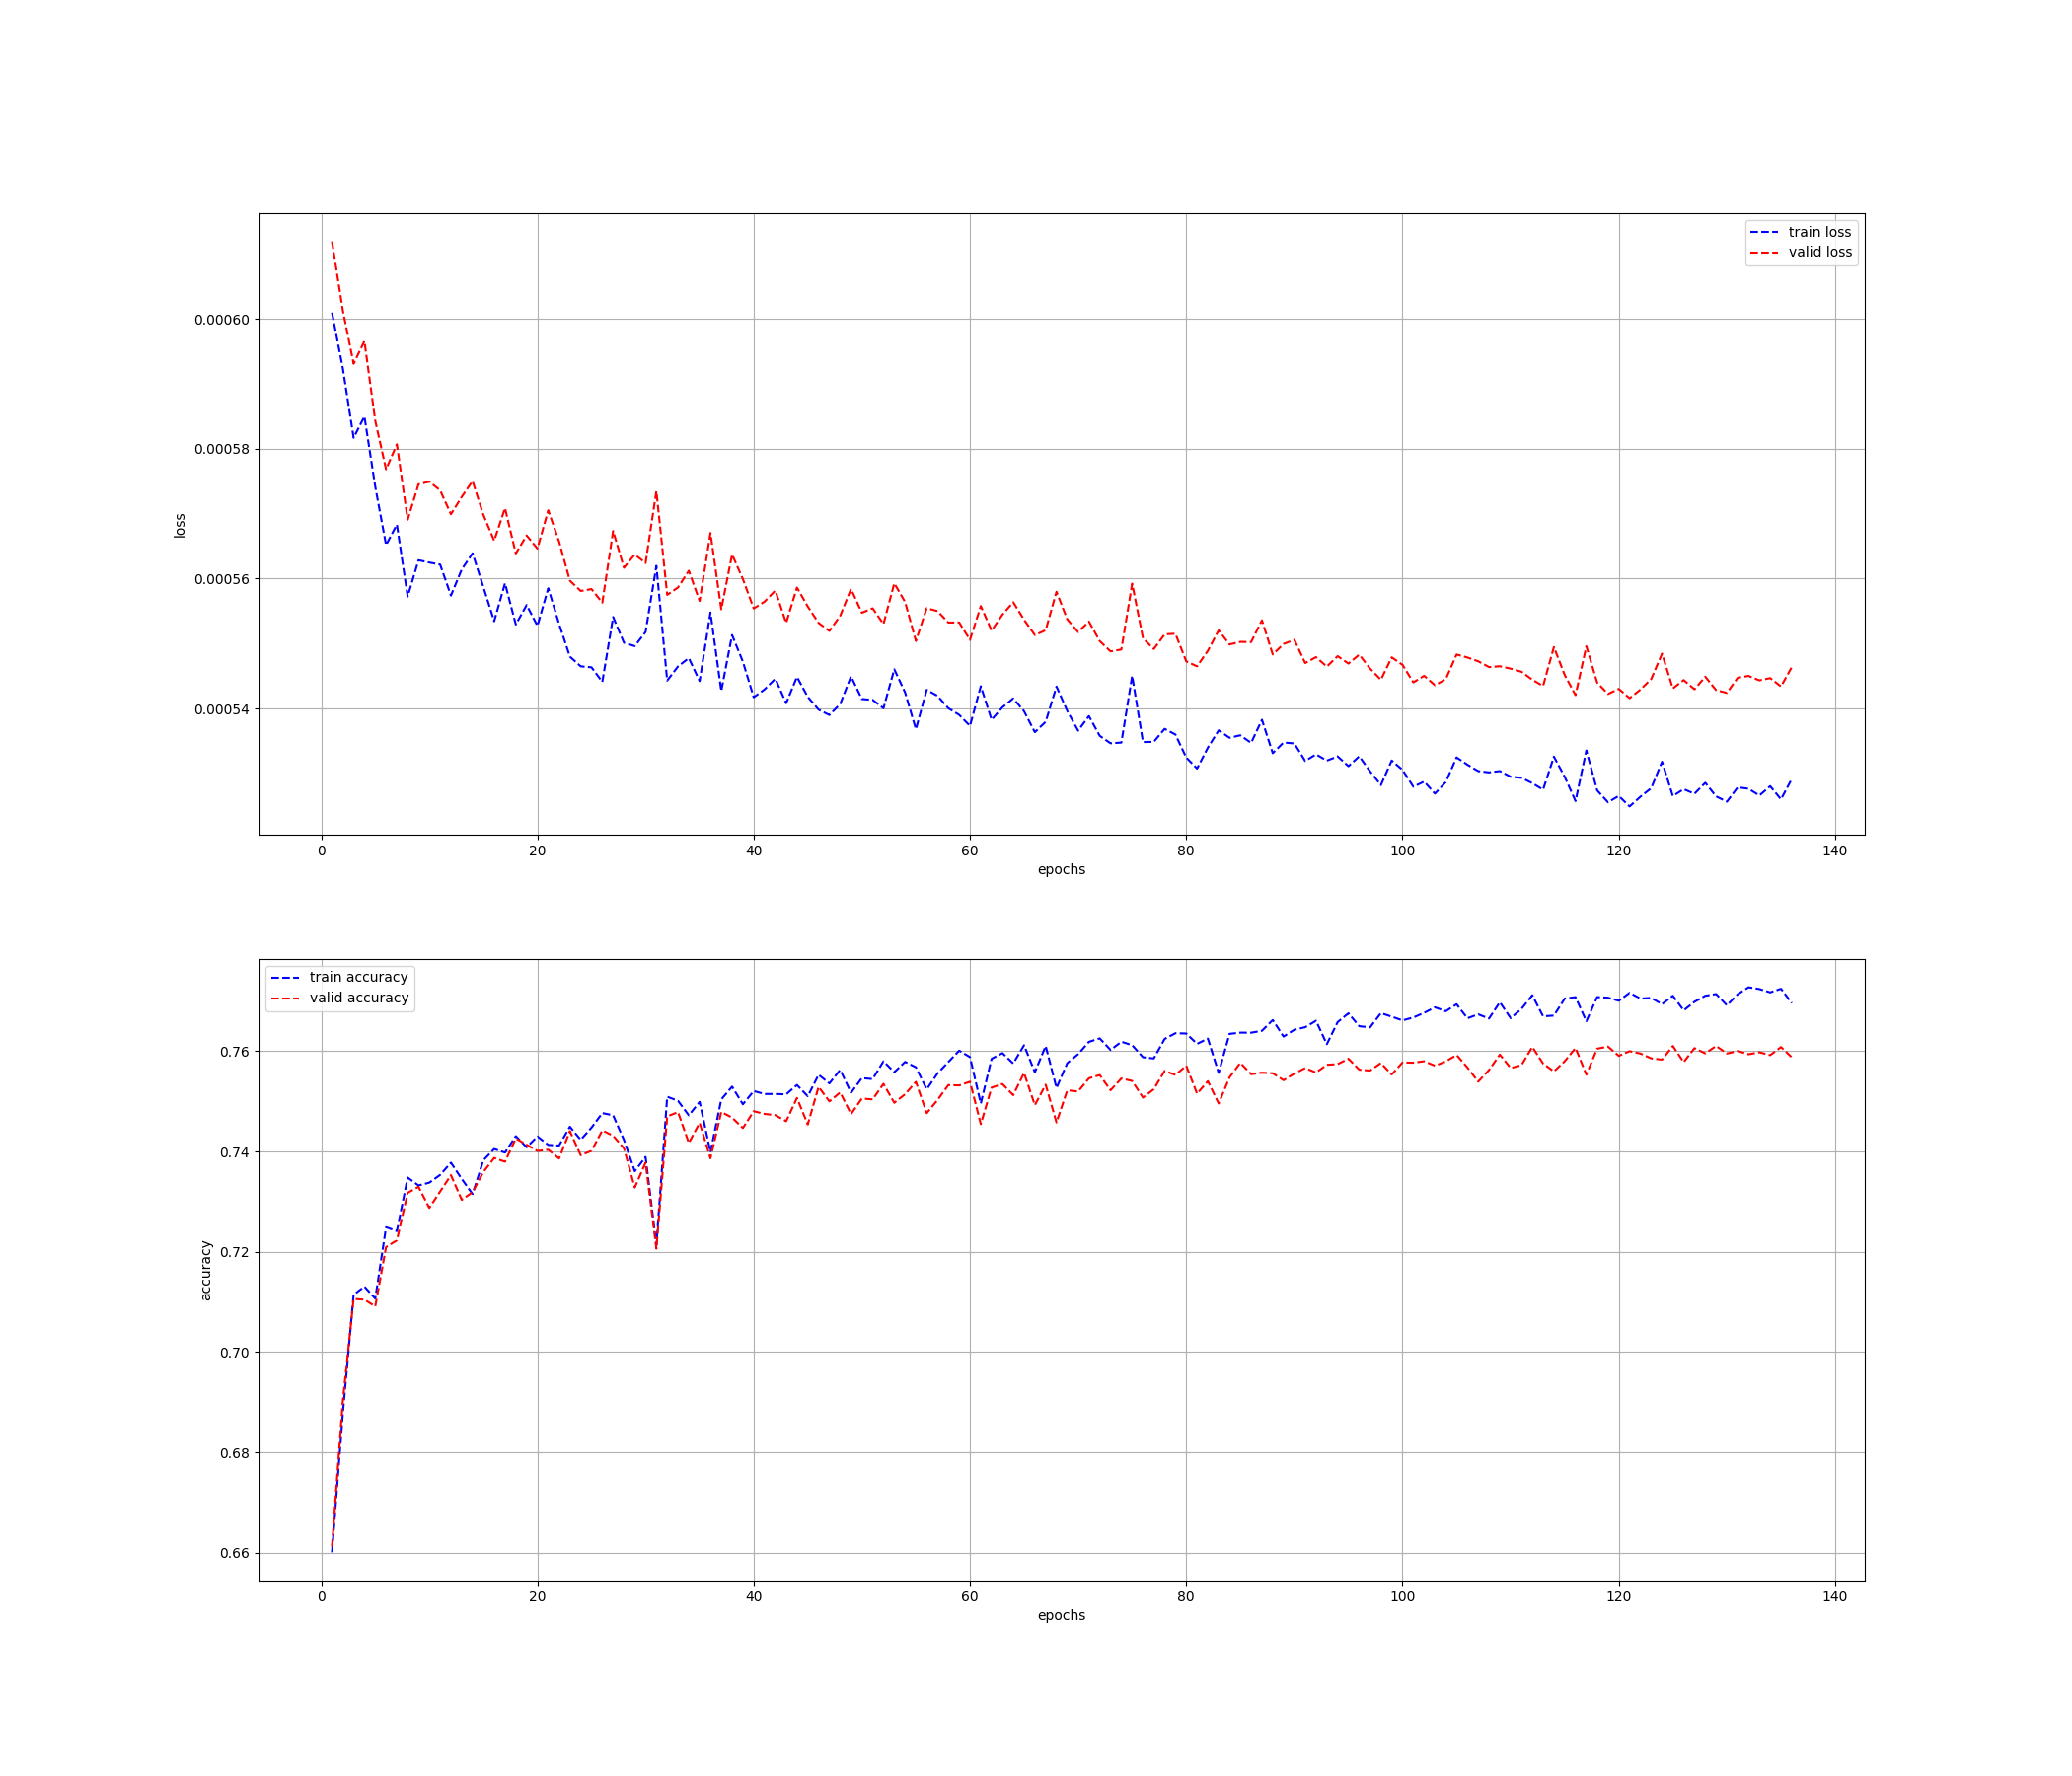 train loss
valid loss
0.00060
0.00058
0.00056
0.00054
loss
0 20 40 60 80 100 120 140
epochs
train accuracy
valid accuracy
0.76
0.74
0.72
0.70
0.68
0.66
accuracy
0 20 40 60 80 100 120 140
epochs